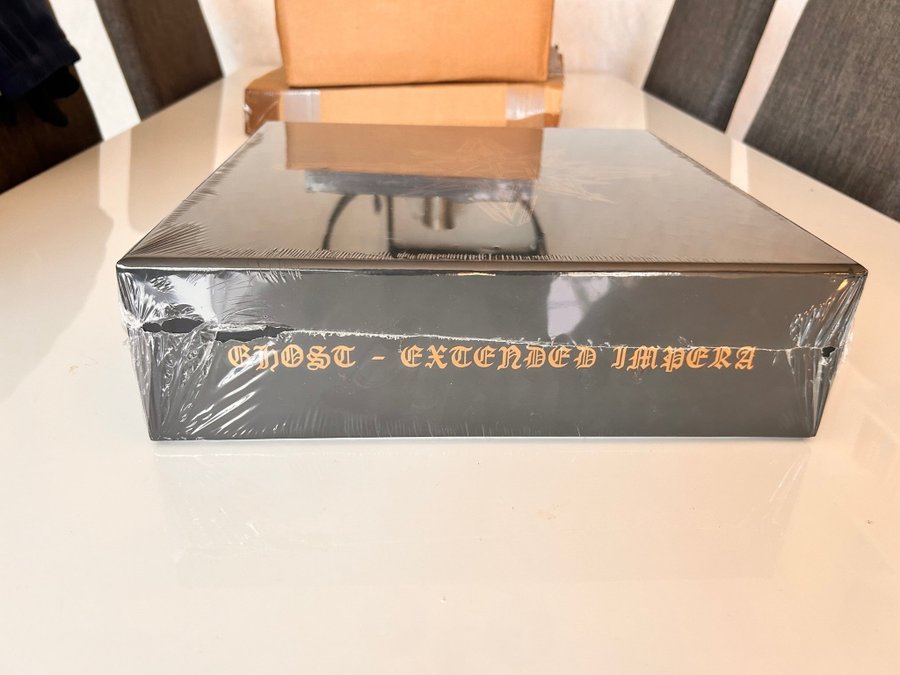 GHOST - EXTENDED IMPERA